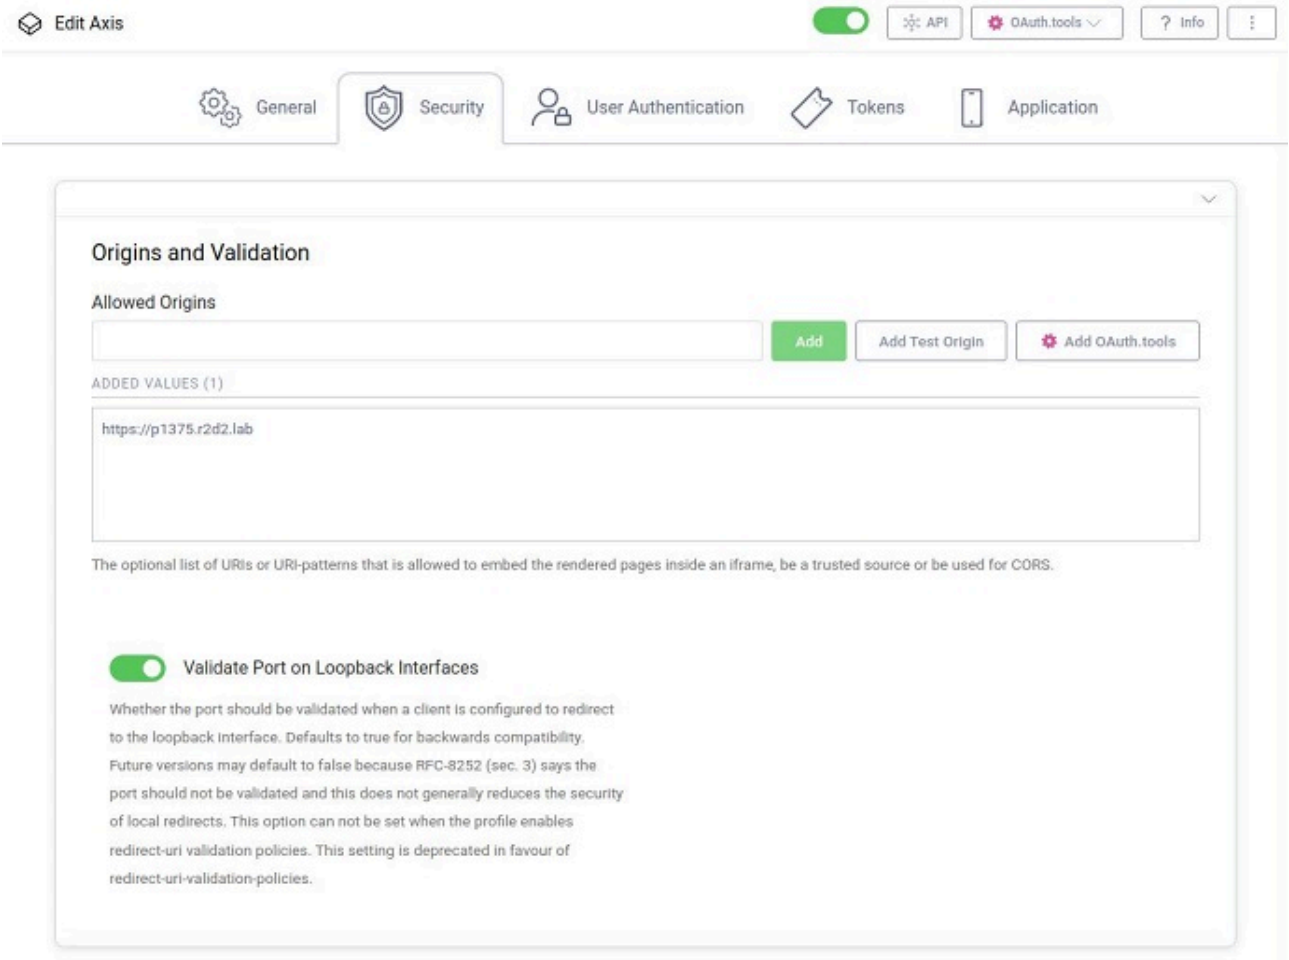 Edit Axis
API
OAuth.tools
? Info
General
Security
User Authentication
Tokens
Application
Origins and Validation
Allowed Origins
Add
Add Test Origin
Add OAuth.tools
ADDED VALUES (1)
https://p1375.r2d2.lab
The optional list of URIs or URI-patterns that is allowed to embed the rendered pages inside an iframe, be a trusted source or be used for CORS.
Validate Port on Loopback Interfaces
Whether the port should be validated when a client is configured to redirect
to the loopback interface. Defaults to true for backwards compatibility.
Future versions may default to false because RFC-8252 (sec. 3) says the
port should not be validated and this does not generally reduces the security
of local redirects. This option can not be set when the profile enables
redirect-uri validation policies. This setting is deprecated in favour of
redirect-uri-validation-policies.